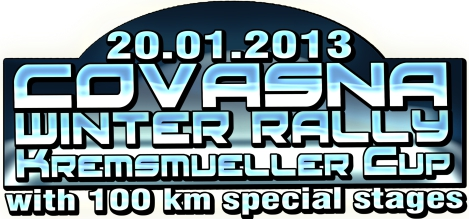 20.01.2013
COVASNA
WINTER RALLY
KREMSMUELLER CUP
with 100 km special stages